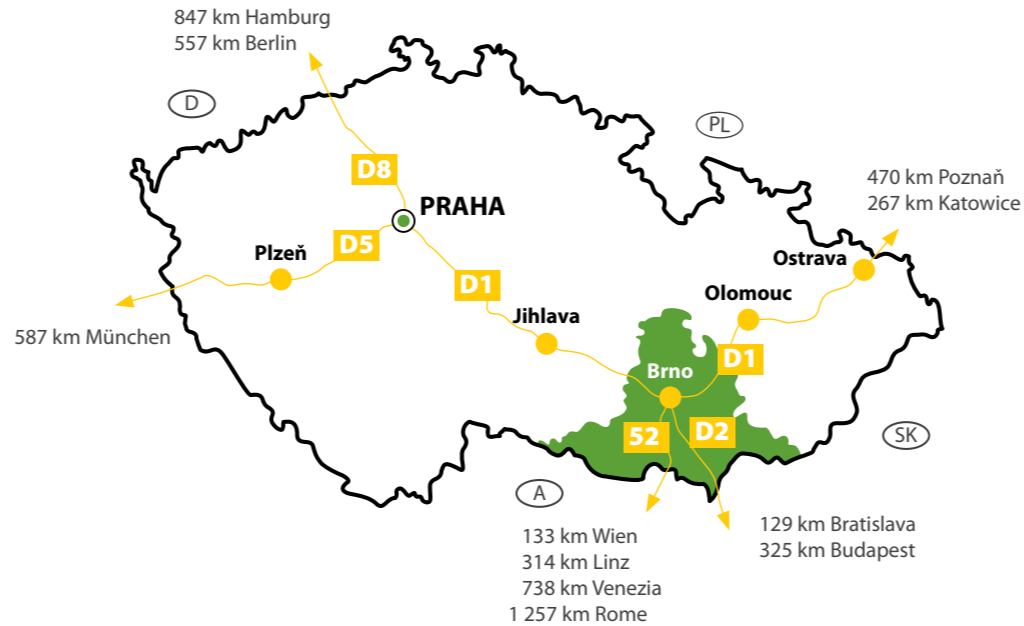 847 km Hamburg
557 km Berlin
D
PL
D8
470 km Poznaň
267 km Katowice
PRAHA
D5
Plzeň
Ostrava
D1
Olomouc
587 km München
Jihlava
D1
Brno
52
D2
SK
A
133 km Wien
314 km Linz
738 km Venezia
1 257 km Rome
129 km Bratislava
325 km Budapest